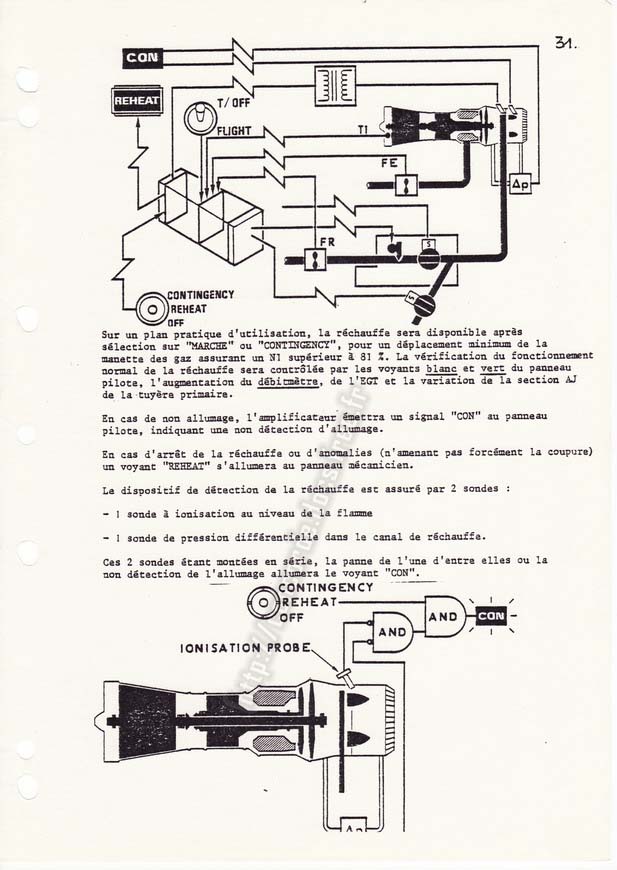 31.
CON
REHEAT
T/OFF
FLIGHT
T1
FE
Δp
FR
S
S
CONTINGENCY
REHEAT
OFF
Sur un plan pratique d'utilisation, la réchauffe sera disponible après
sélection sur "MARCHE" ou "CONTINGENCY", pour un déplacement minimum de la
manette des gaz assurant un N1 supérieur à 81 %. La vérification du fonctionnement
normal de la réchauffe sera contrôlée par les voyants blanc et vert du panneau
pilote, l'augmentation du débitmètre, de l'EGT et la variation de la section AJ
de la tuyère primaire.
En cas de non allumage, l'amplificateur émettra un signal "CON" au panneau
pilote, indiquant une non détection d'allumage.
En cas d'arrêt de la réchauffe ou d'anomalies (n'amenant pas forcément la coupure)
un voyant "REHEAT" s'allumera au panneau mécanicien.
Le dispositif de détection de la réchauffe est assuré par 2 sondes :
- 1 sonde à ionisation au niveau de la flamme
- 1 sonde de pression différentielle dans le canal de réchauffe.
Ces 2 sondes étant montées en série, la panne de l'une d'entre elles ou la
non détection de l'allumage allumera le voyant "CON".
CONTINGENCY
REHEAT
OFF
AND
AND
CON
IONISATION PROBE